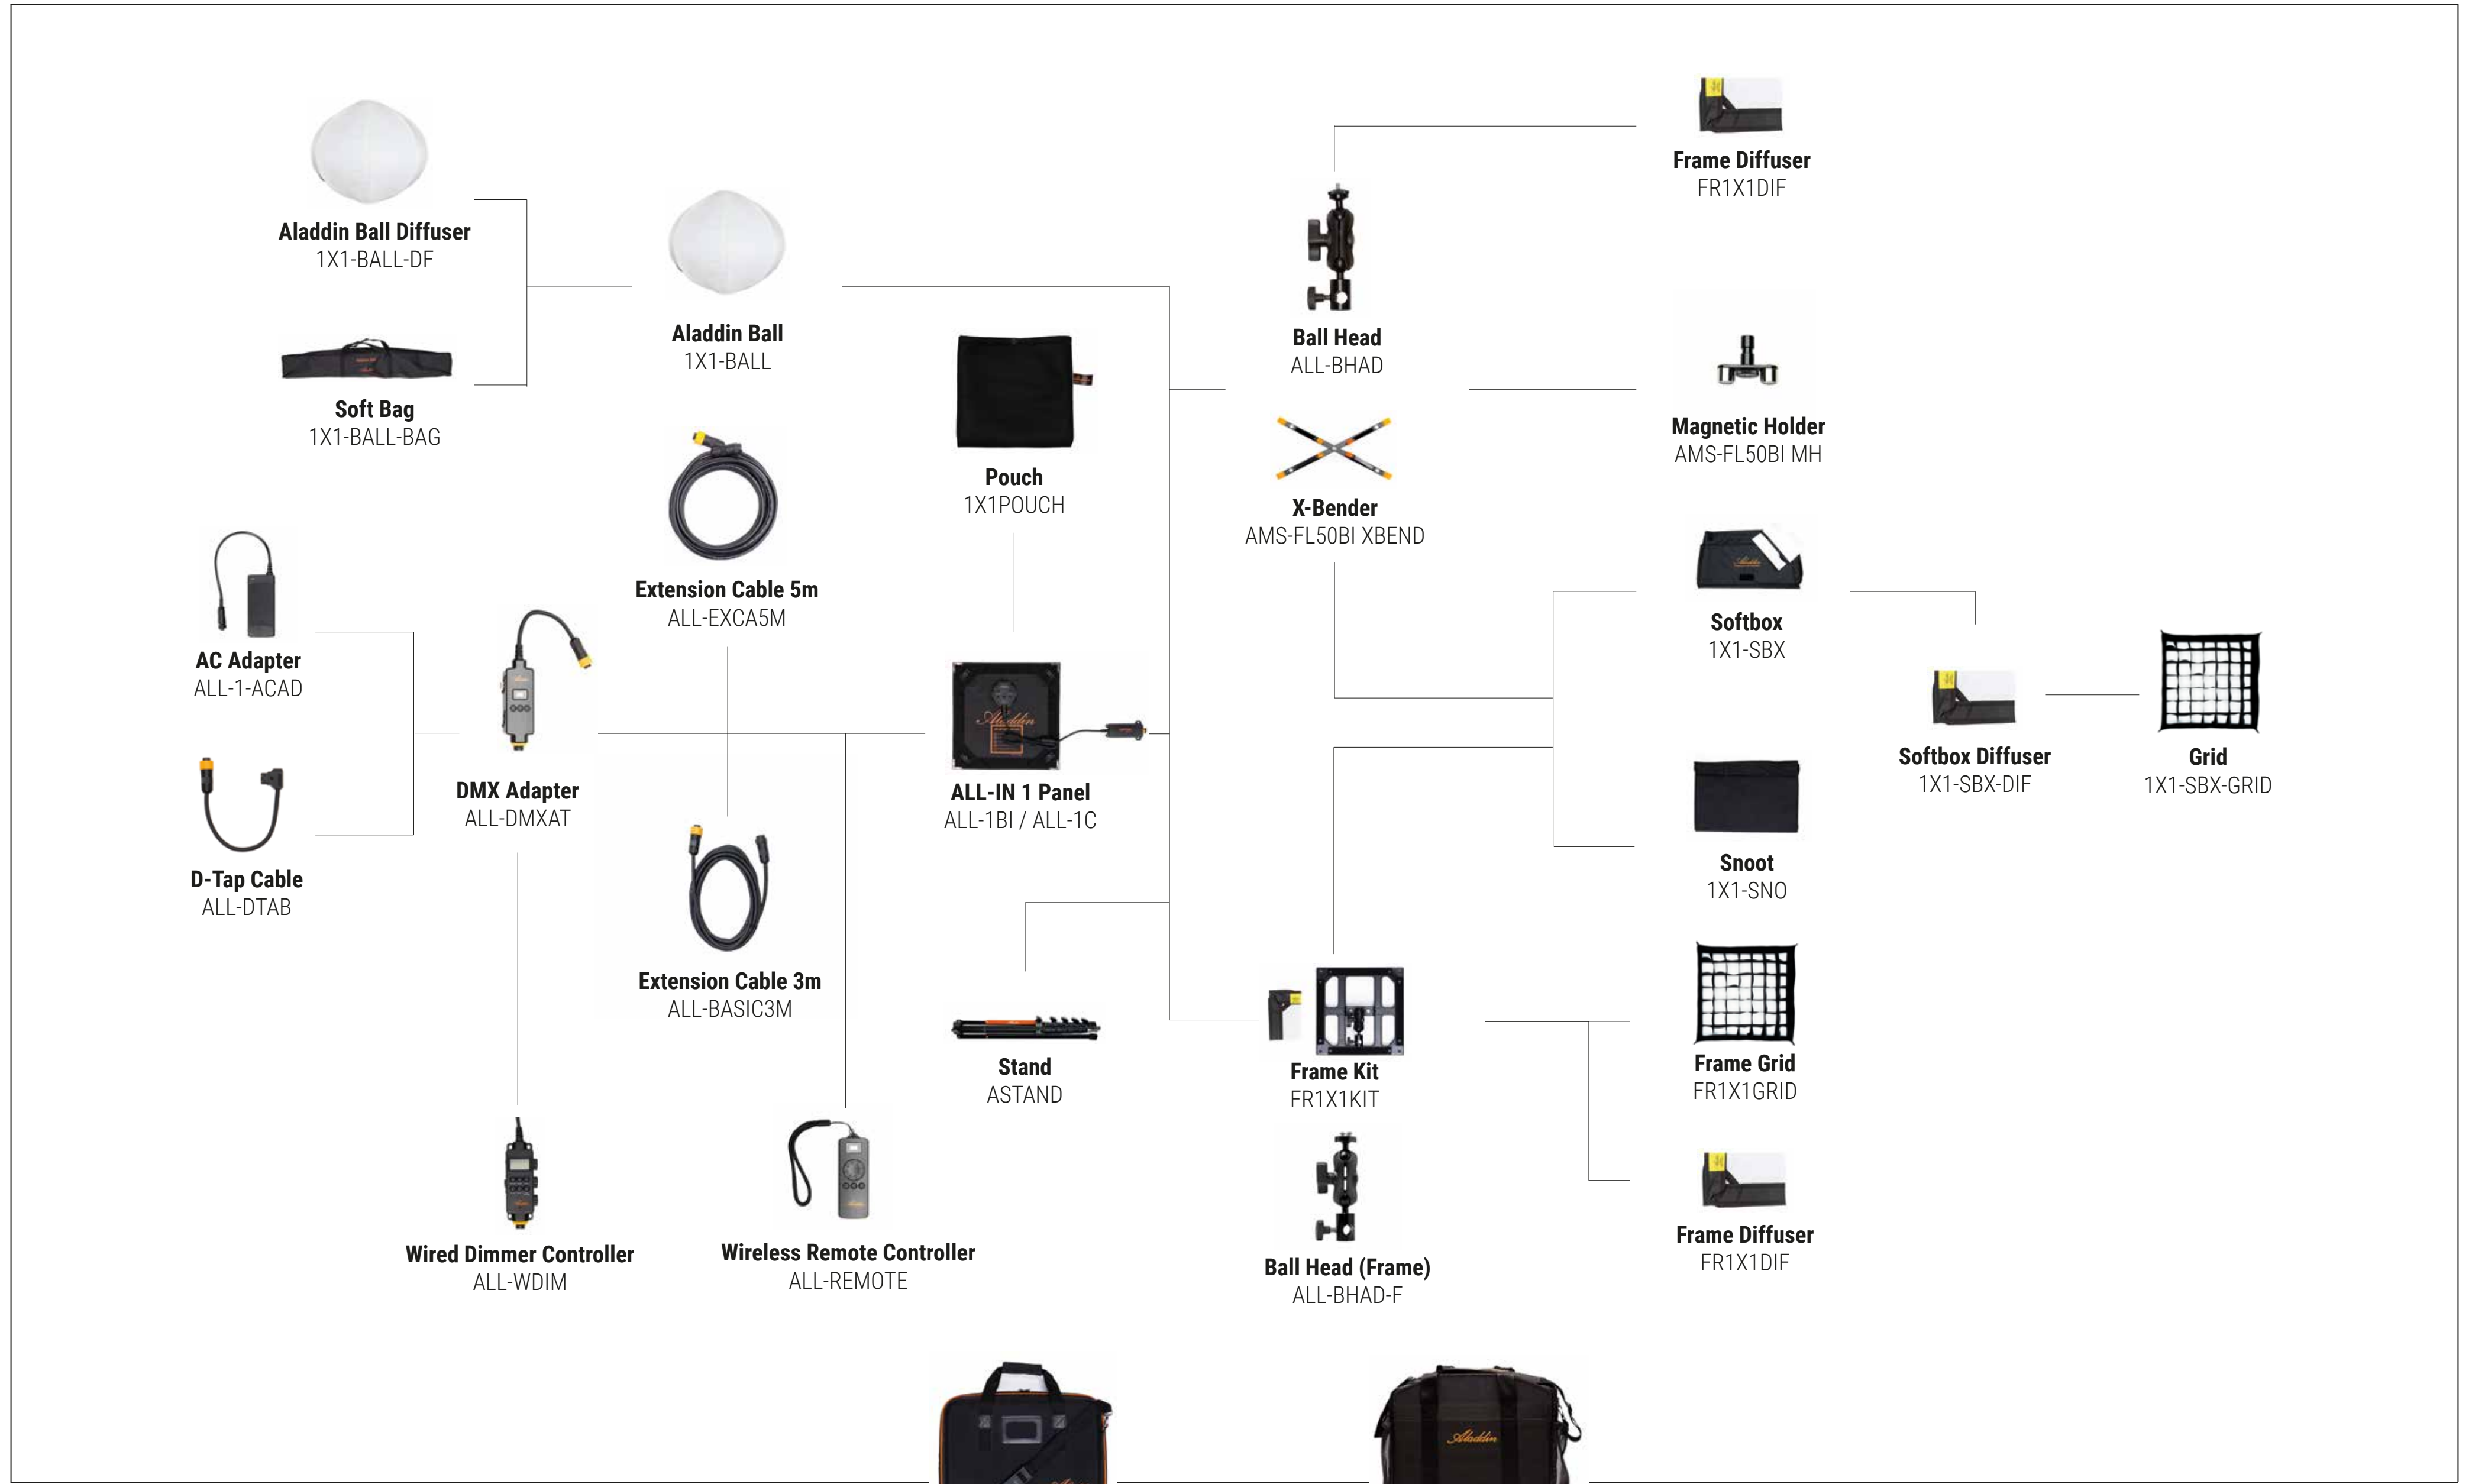 Aladdin Ball Diffuser
1X1-BALL-DF
Soft Bag
1X1-BALL-BAG
Aladdin Ball
1X1-BALL
Pouch
1X1POUCH
Extension Cable 5m
ALL-EXCA5M
AC Adapter
ALL-1-ACAD
D-Tap Cable
ALL-DTAB
DMX Adapter
ALL-DMXAT
Aladdin
ALL-IN 1 Panel
ALL-1BI / ALL-1C
Extension Cable 3m
ALL-BASIC3M
Stand
ASTAND
Wired Dimmer Controller
ALL-WDIM
Wireless Remote Controller
ALL-REMOTE
Ball Head
ALL-BHAD
X-Bender
AMS-FL50BI XBEND
Frame Diffuser
FR1X1DIF
Magnetic Holder
AMS-FL50BI MH
Aladdin
Softbox
1X1-SBX
Softbox Diffuser
1X1-SBX-DIF
Grid
1X1-SBX-GRID
Snoot
1X1-SNO
Frame Kit
FR1X1KIT
Ball Head (Frame)
ALL-BHAD-F
Frame Grid
FR1X1GRID
Frame Diffuser
FR1X1DIF
Aladdin